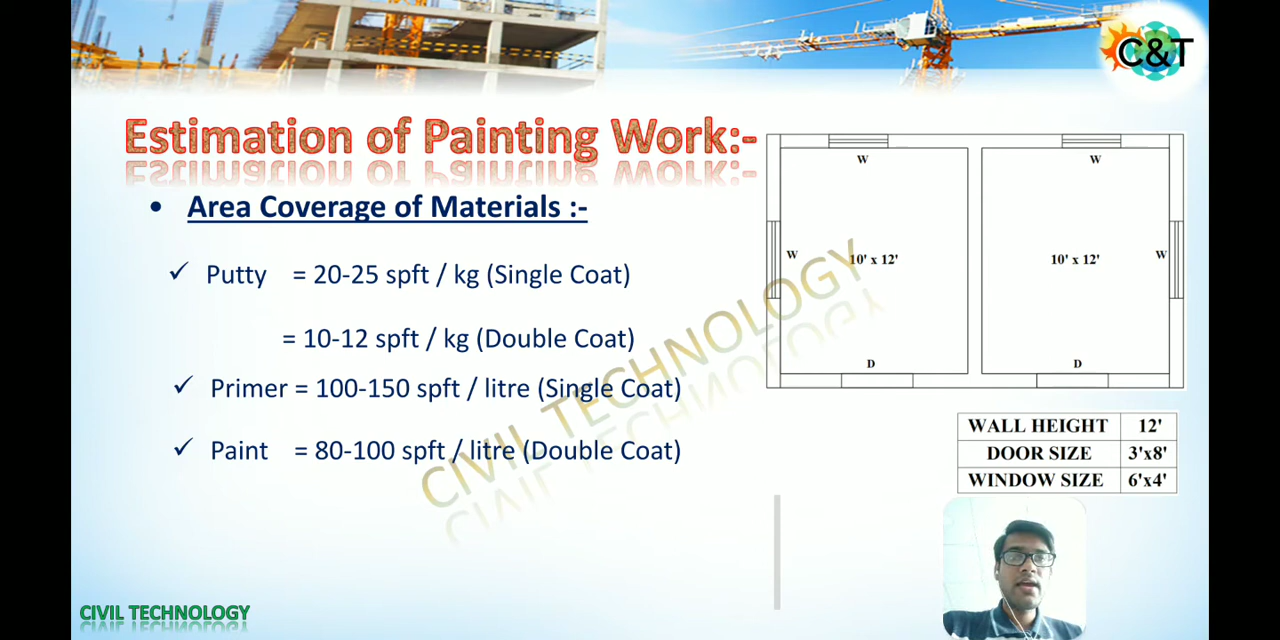 C&T
Estimation of Painting Work:-
• Area Coverage of Materials :-
✓ Putty = 20-25 spft / kg (Single Coat)
= 10-12 spft / kg (Double Coat)
✓ Primer = 100-150 spft / litre (Single Coat)
✓ Paint = 80-100 spft / litre (Double Coat)
W
W
W
10' x 12'
10' x 12'
W
D
D
WALL HEIGHT 12'
DOOR SIZE 3'x8'
WINDOW SIZE 6'x4'
CIVIL TECHNOLOGY
CIVIL TECHNOLOGY